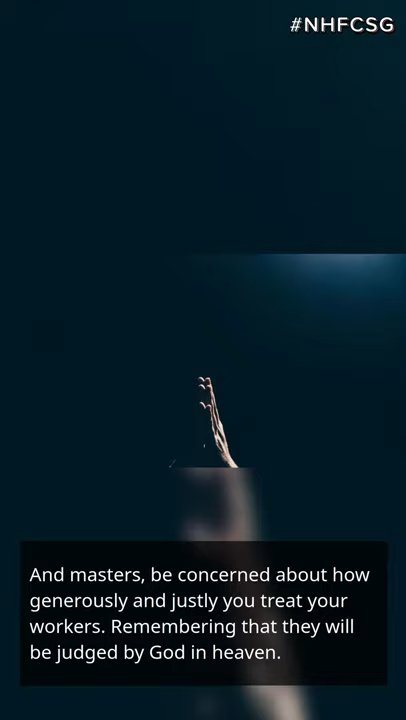 #NHFCSG
And masters, be concerned about how
generously and justly you treat your
workers. Remembering that they will
be judged by God in heaven.